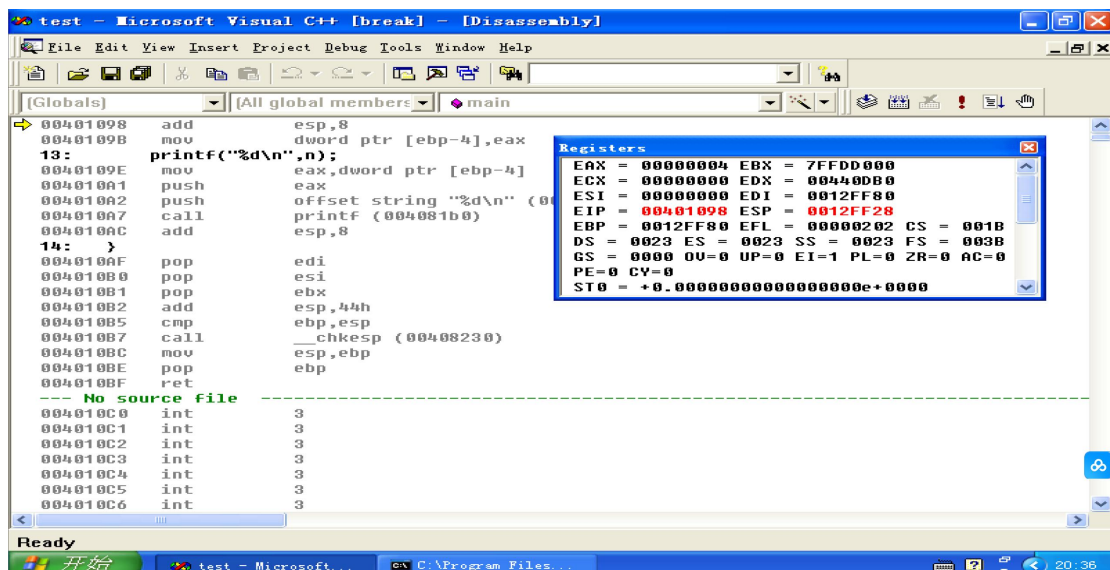 test - Microsoft Visual C++ [break] - [Disassembly]
File Edit View Insert Project Debug Tools Window Help
(Globals) (All global members main
00401098 add esp,8
0040109B mov dword ptr [ebp-4],eax
13: printf("%d\n",n);
0040109E mov eax,dword ptr [ebp-4]
004010A1 push eax
004010A2 push offset string "%d\n" (00
004010A7 call printf (004081b0)
004010AC add esp,8
14: }
004010AF pop edi
004010B0 pop esi
004010B1 pop ebx
004010B2 add esp,44h
004010B5 cmp ebp,esp
004010B7 call __chkesp (00408230)
004010BC mov esp,ebp
004010BE pop ebp
004010BF ret
--- No source file
004010C0 int 3
004010C1 int 3
004010C2 int 3
004010C3 int 3
004010C4 int 3
004010C5 int 3
004010C6 int 3
Registers
EAX = 00000004 EBX = 7FFDD000
ECX = 00000000 EDX = 00440DB0
ESI = 00000000 EDI = 0012FF80
EIP = 00401098 ESP = 0012FF28
EBP = 0012FF80 EFL = 00000202 CS = 001B
DS = 0023 ES = 0023 SS = 0023 FS = 003B
GS = 0000 OV=0 UP=0 EI=1 PL=0 ZR=0 AC=0
PE=0 CY=0
ST0 = +0.00000000000000000e+0000
Ready
开始 test - Microsoft... C:\Program Files... 20:36